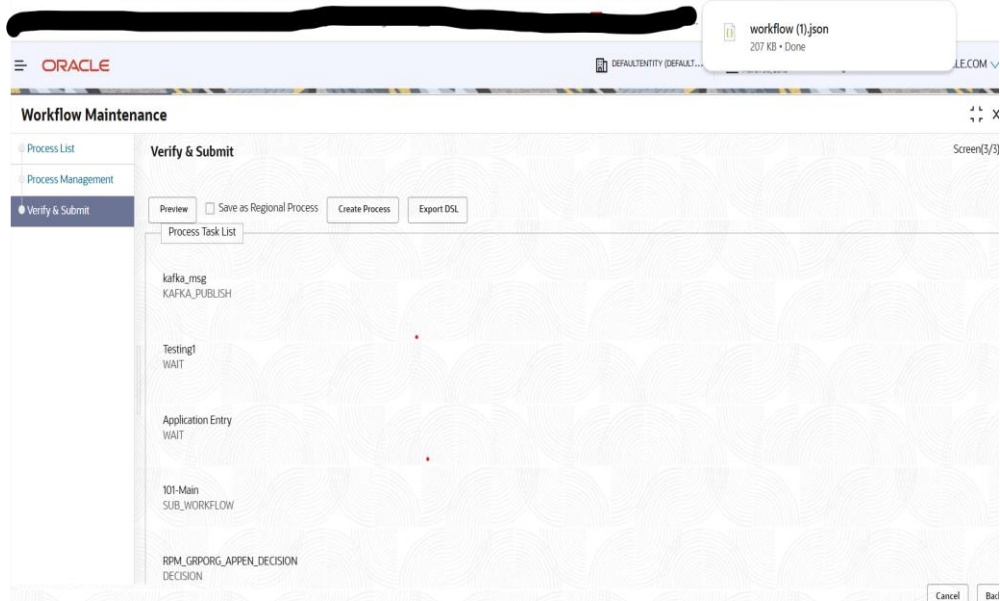 workflow (1).json
207 KB • Done
ORACLE
DEFAULTENTITY (DEFAULT...
LE.COM
Workflow Maintenance
Process List
Process Management
Verify & Submit
Verify & Submit
Screen(3/3)
Preview
Save as Regional Process
Create Process
Export DSL
Process Task List
kafka_msg
KAFKA_PUBLISH
Testing1
WAIT
Application Entry
WAIT
101-Main
SUB_WORKFLOW
RPM_GRPORG_APPEN_DECISION
DECISION
Cancel
Back